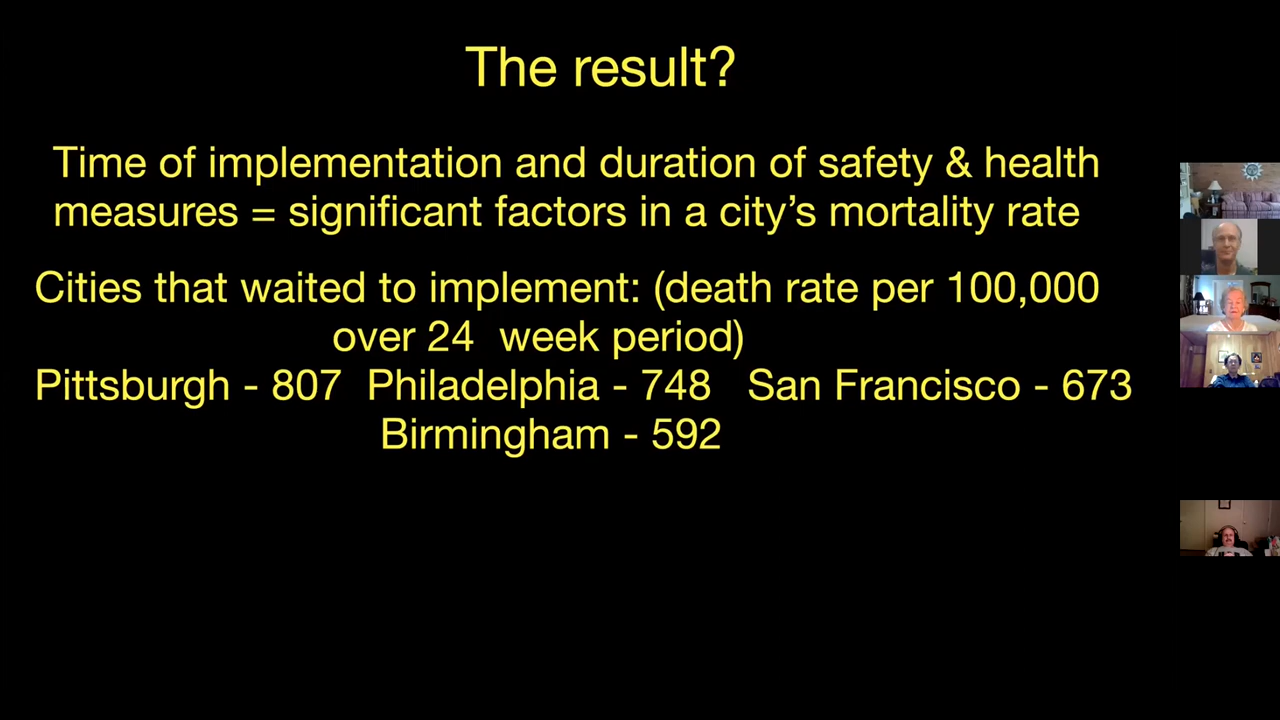 The result?
Time of implementation and duration of safety & health
measures = significant factors in a city’s mortality rate
Cities that waited to implement: (death rate per 100,000
over 24  week period)
Pittsburgh - 807  Philadelphia - 748   San Francisco - 673
Birmingham - 592